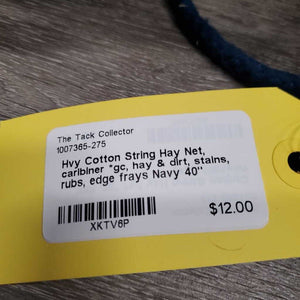 The Tack Collector
1007365-275
Hvy Cotton String Hay Net,
caribiner *gc, hay & dirt, stains,
rubs, edge frays Navy 40"
$12.00
XKTV6P